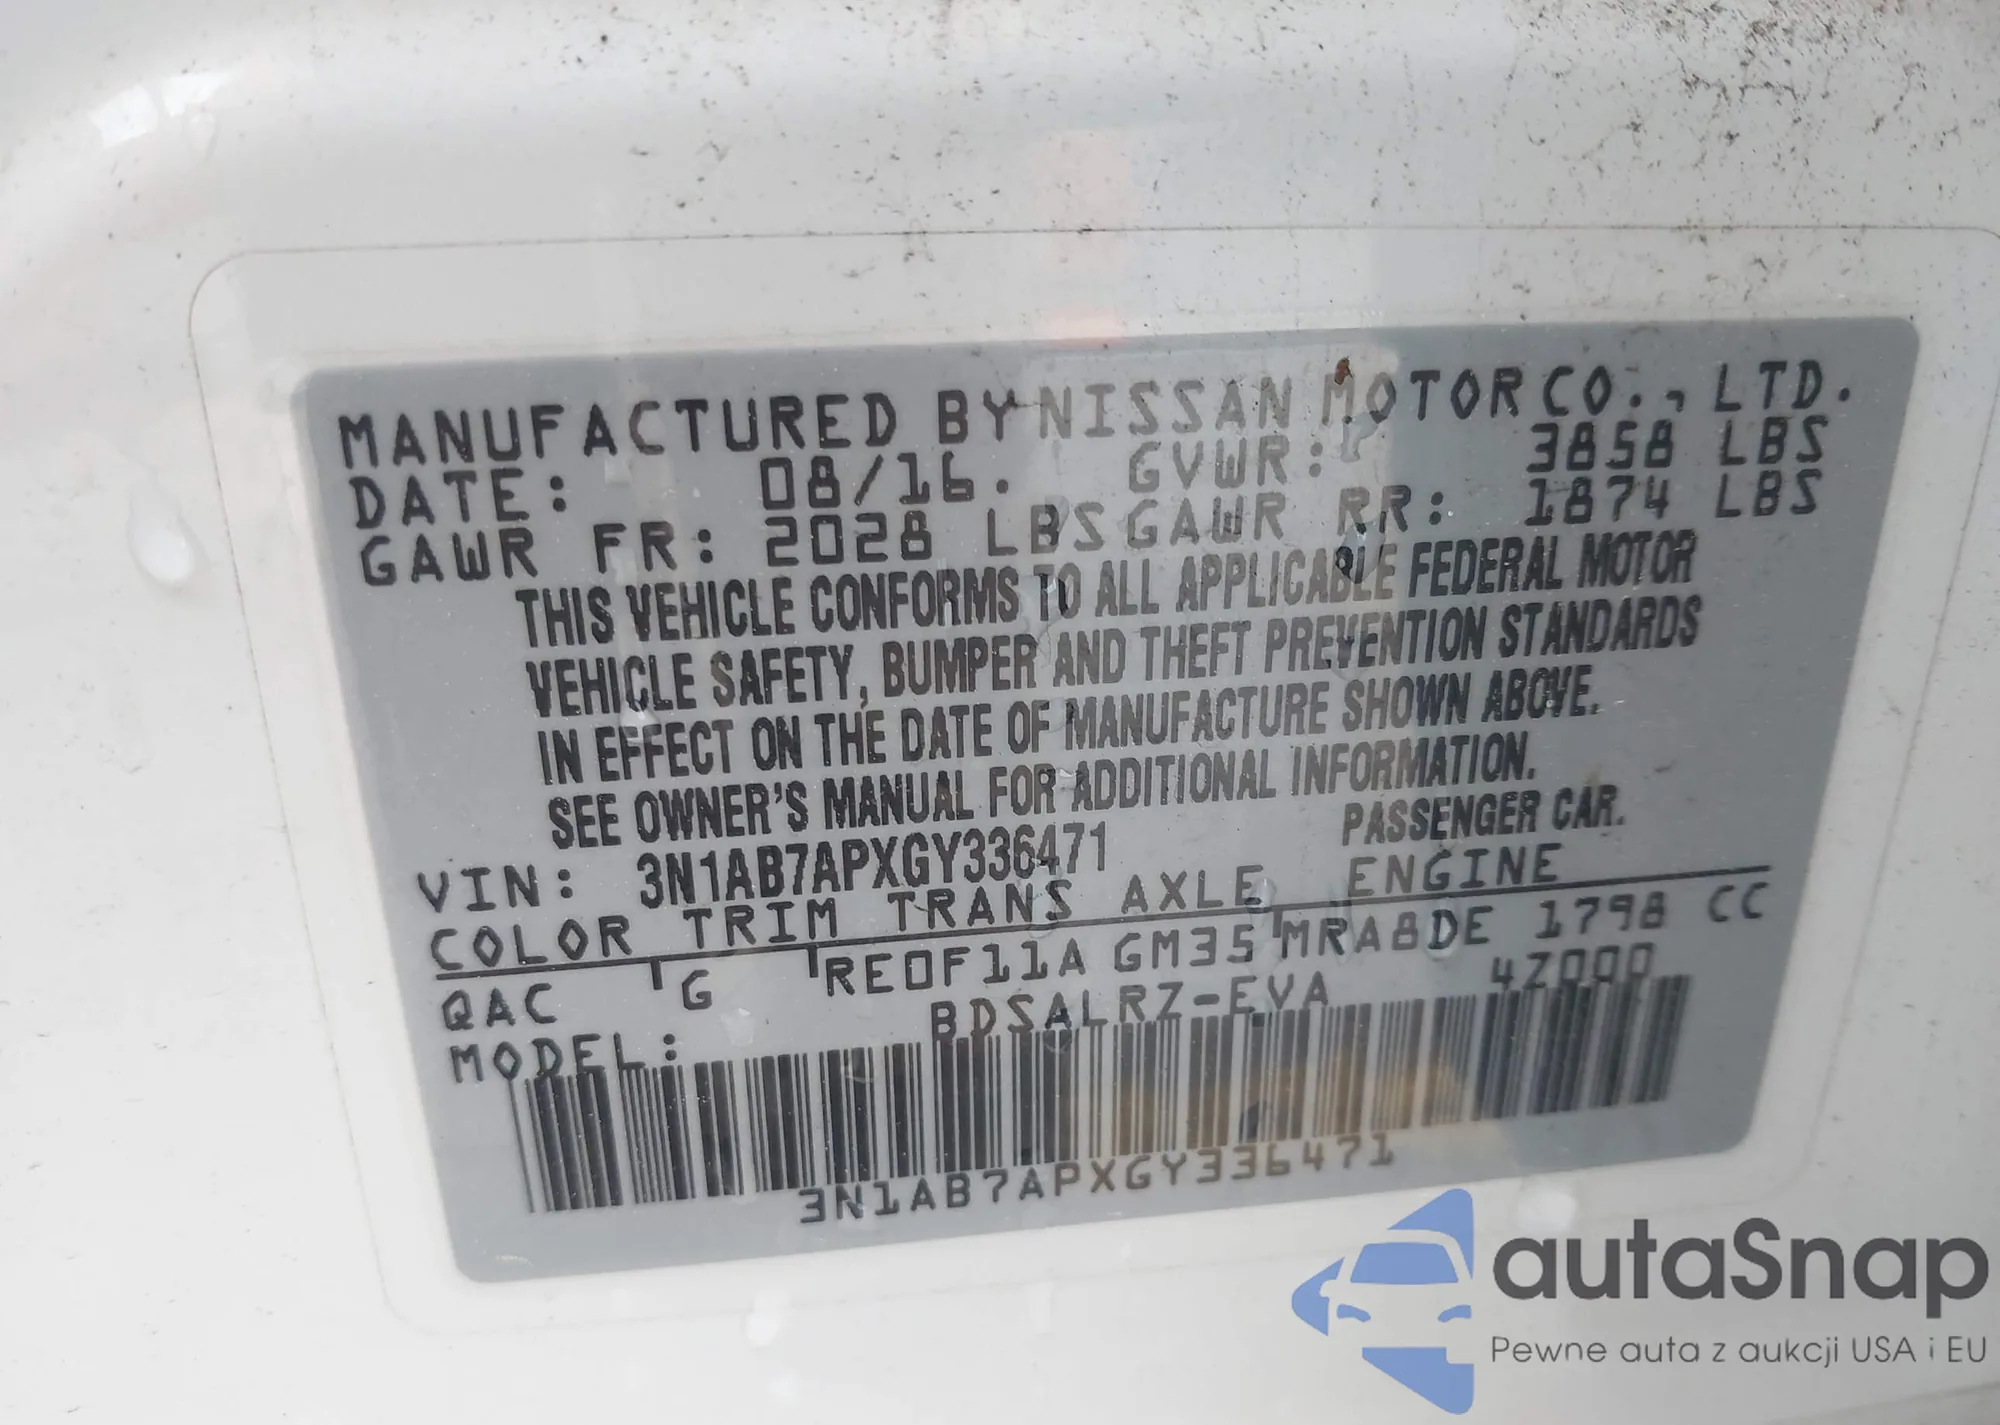 MANUFACTURED BY NISSAN MOTOR CO., LTD.
DATE: 08/16. GVWR: 3858 LBS
GAWR FR: 2028 LBS GAWR RR: 1874 LBS
THIS VEHICLE CONFORMS TO ALL APPLICABLE FEDERAL MOTOR
VEHICLE SAFETY, BUMPER AND THEFT PREVENTION STANDARDS
IN EFFECT ON THE DATE OF MANUFACTURE SHOWN ABOVE.
SEE OWNER'S MANUAL FOR ADDITIONAL INFORMATION.
VIN: 3N1AB7APXGY336471 PASSENGER CAR.
COLOR TRIM TRANS AXLE ENGINE
QAC G RE0F11A GM35 MRA8DE 1798 CC
MODEL: BDSALRZ-EVA 4Z000
3N1AB7APXGY336471
autaSnap
Pewne auta z aukcji USA i EU